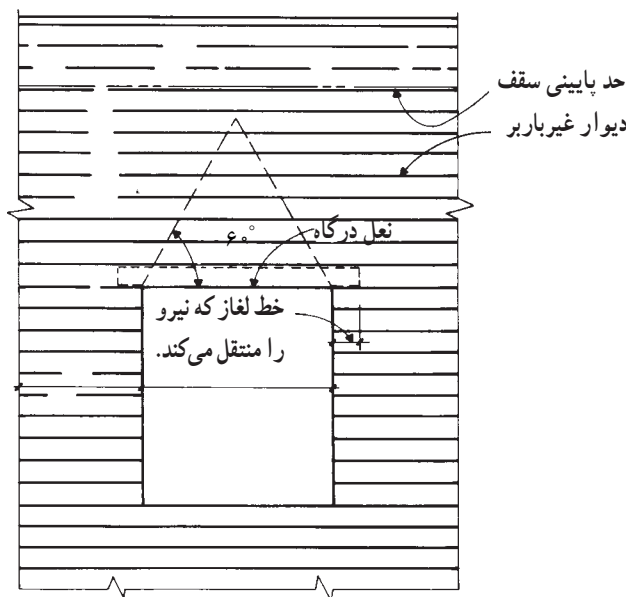 حد پایینی سقف
دیوار غیرباربر
نعل درگاه
۶۰°
خط لغاز که نیرو
را منتقل می‌کند.